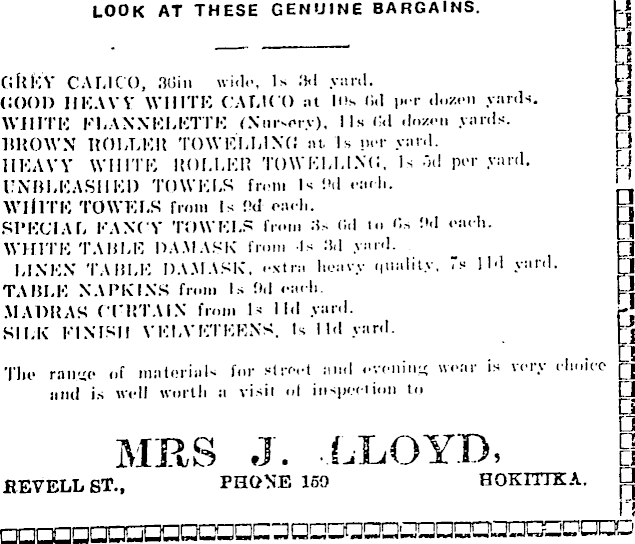 LOOK AT THESE GENUINE BARGAINS.
GREY CALICO, 36in wide, 1s 3d yard.
GOOD HEAVY WHITE CALICO at 10s 6d per dozen yards.
WHITE FLANNELETTE (Nursery), 11s 6d dozen yards.
BROWN ROLLER TOWELLING at 1s per yard.
HEAVY WHITE ROLLER TOWELLING, 1s 5d per yard.
UNBLEASHED TOWELS from 1s 9d each.
WHITE TOWELS from 1s 9d each.
SPECIAL FANCY TOWELS from 3s 6d to 6s 9d each.
WHITE TABLE DAMASK from 4s 3d yard.
LINEN TABLE DAMASK, extra heavy quality, 7s 11d yard.
TABLE NAPKINS from 1s 9d each.
MADRAS CURTAIN from 1s 11d yard.
SILK FINISH VELVETEENS, 1s 11d yard.
The range of materials for street and evening wear is very choice
and is well worth a visit of inspection to
MRS J. LLOYD,
REVELL ST., PHONE 159 HOKITIKA.